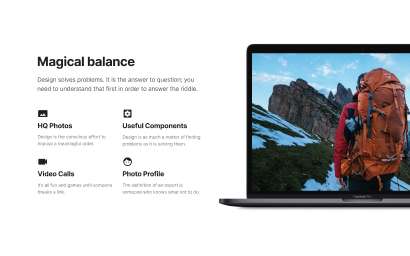 Magical balance
Design solves problems. It is the answer to question; you
need to understand that first in order to answer the riddle.
HQ Photos
Design is the conscious effort to
impose a meaningful order.
Useful Components
Design is as much a matter of finding
problems as it is solving them.
Video Calls
It's all fun and games until someone
breaks a link.
Photo Profile
The definition of an expert is
someone who knows what not to do.
MacBook Pro